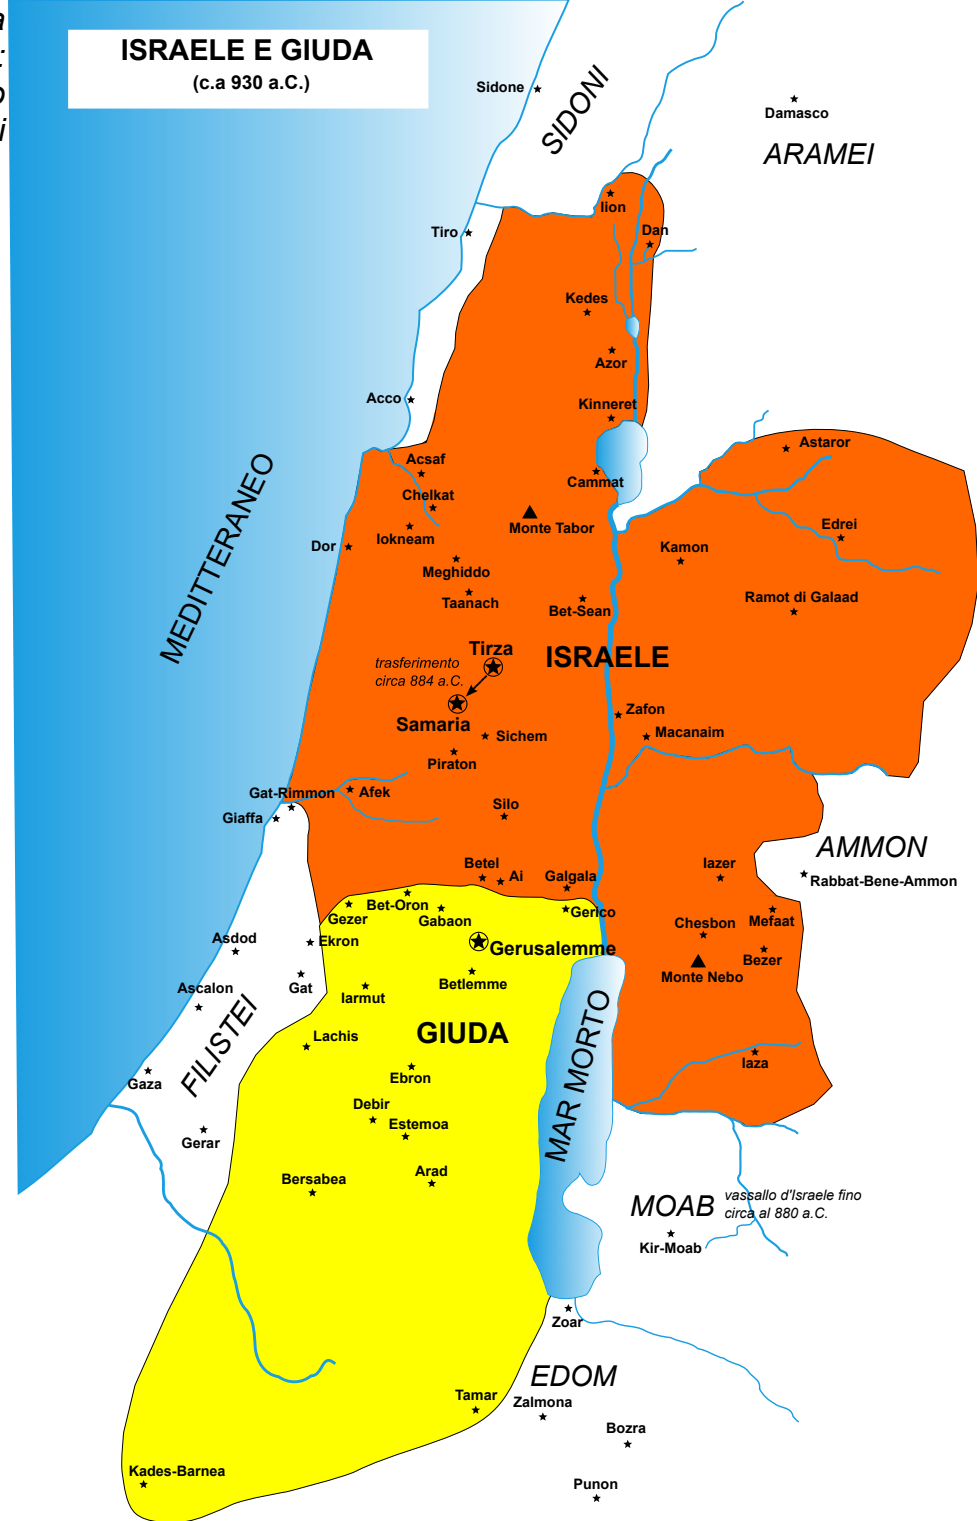 a
t
o
i
ISRAELE E GIUDA
(c.a 930 a.C.)
Sidone
SIDONI
Damasco
ARAMEI
Iion
Tiro
Dan
Kedes
Azor
Acco
Kinneret
Astaror
Acsaf
Cammat
Chelkat
MEDITTERANEO
Monte Tabor
Edrei
Iokneam
Dor
Kamon
Meghiddo
Taanach
Bet-Sean
Ramot di Galaad
Tirza
ISRAELE
trasferimento
circa 884 a.C.
Samaria
Zafon
Sichem
Macanaim
Piraton
Gat-Rimmon
Afek
Giaffa
Silo
AMMON
Betel
Ai
Galgala
Iazer
Rabbat-Bene-Ammon
Bet-Oron
Gezer
Gabaon
Gerico
Chesbon
Mefaat
Asdod
Ekron
Gerusalemme
Bezer
Gat
Betlemme
Monte Nebo
Ascalon
Iarmut
FILISTEI
Lachis
GIUDA
MAR MORTO
Iaza
Gaza
Ebron
Debir
Estemoa
Gerar
Bersabea
Arad
MOAB
vassallo d'Israele fino
circa al 880 a.C.
Kir-Moab
Zoar
EDOM
Tamar
Zalmona
Bozra
Kades-Barnea
Punon